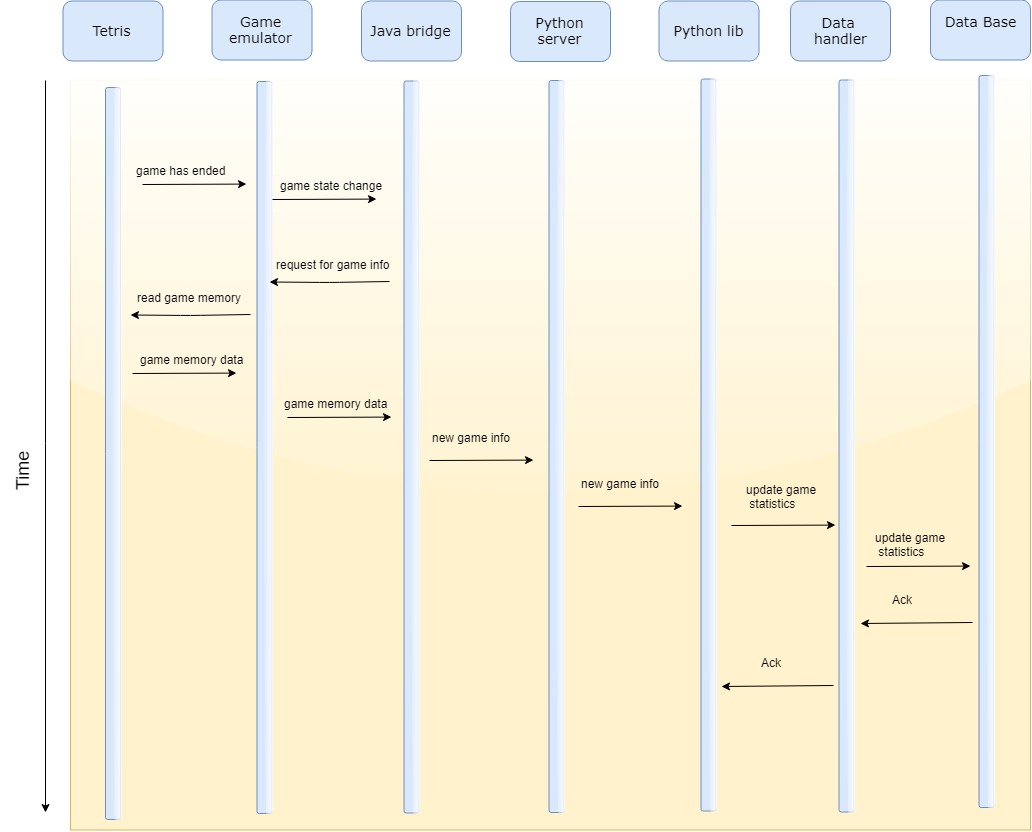 Tetris
Game
emulator
Java bridge
Python
server
Python lib
Data
handler
Data Base
game has ended
game state change
request for game info
read game memory
game memory data
game memory data
new game info
new game info
update game
statistics
update game
statistics
Ack
Ack
Time